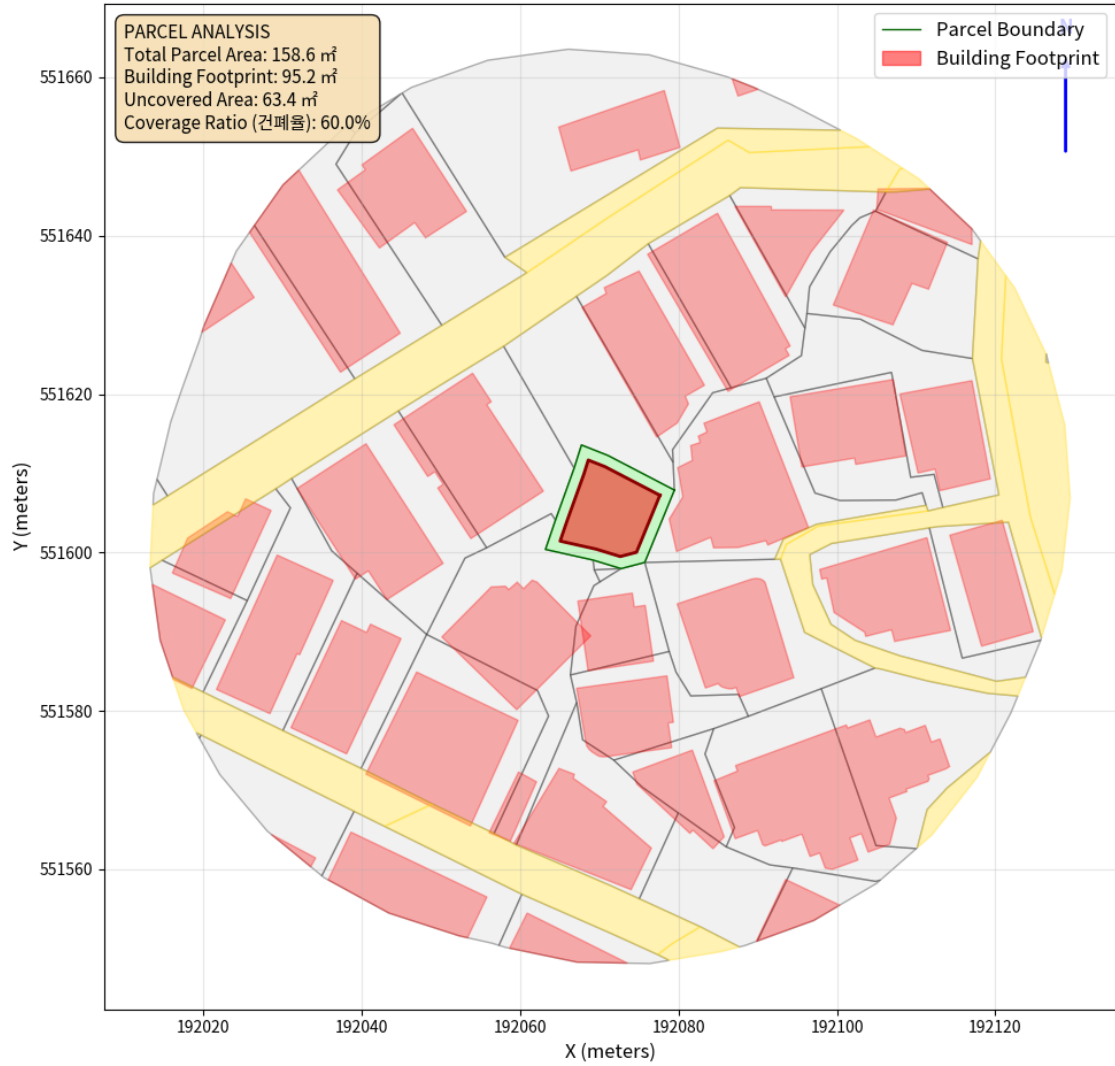 PARCEL ANALYSIS
Total Parcel Area: 158.6 ㎡
Building Footprint: 95.2 ㎡
Uncovered Area: 63.4 ㎡
Coverage Ratio (건폐율): 60.0%
Parcel Boundary
Building Footprint
N
551660
551640
551620
551600
551580
551560
Y (meters)
192020
192040
192060
192080
192100
192120
X (meters)